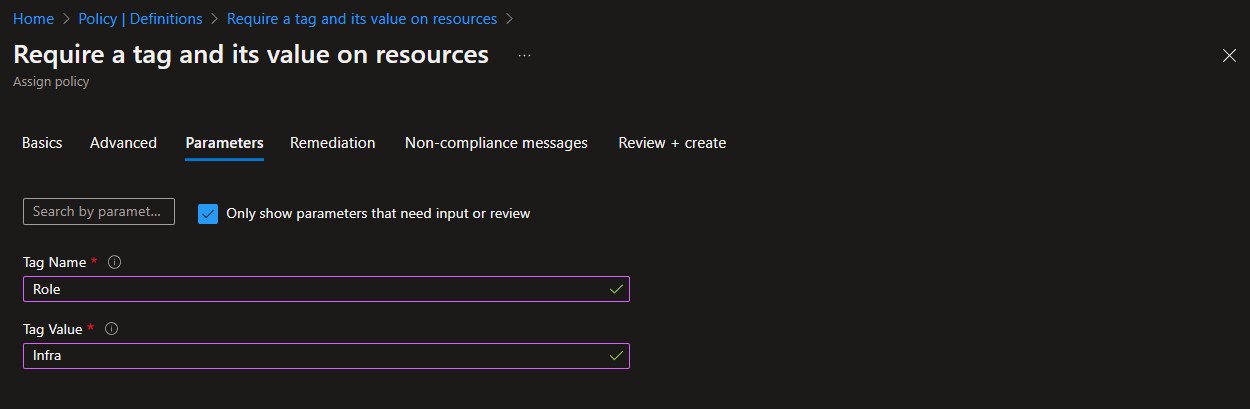 Home > Policy | Definitions > Require a tag and its value on resources >
Require a tag and its value on resources ...
Assign policy
Basics Advanced Parameters Remediation Non-compliance messages Review + create
Search by paramet... Only show parameters that need input or review
Tag Name *
Role
Tag Value *
Infra